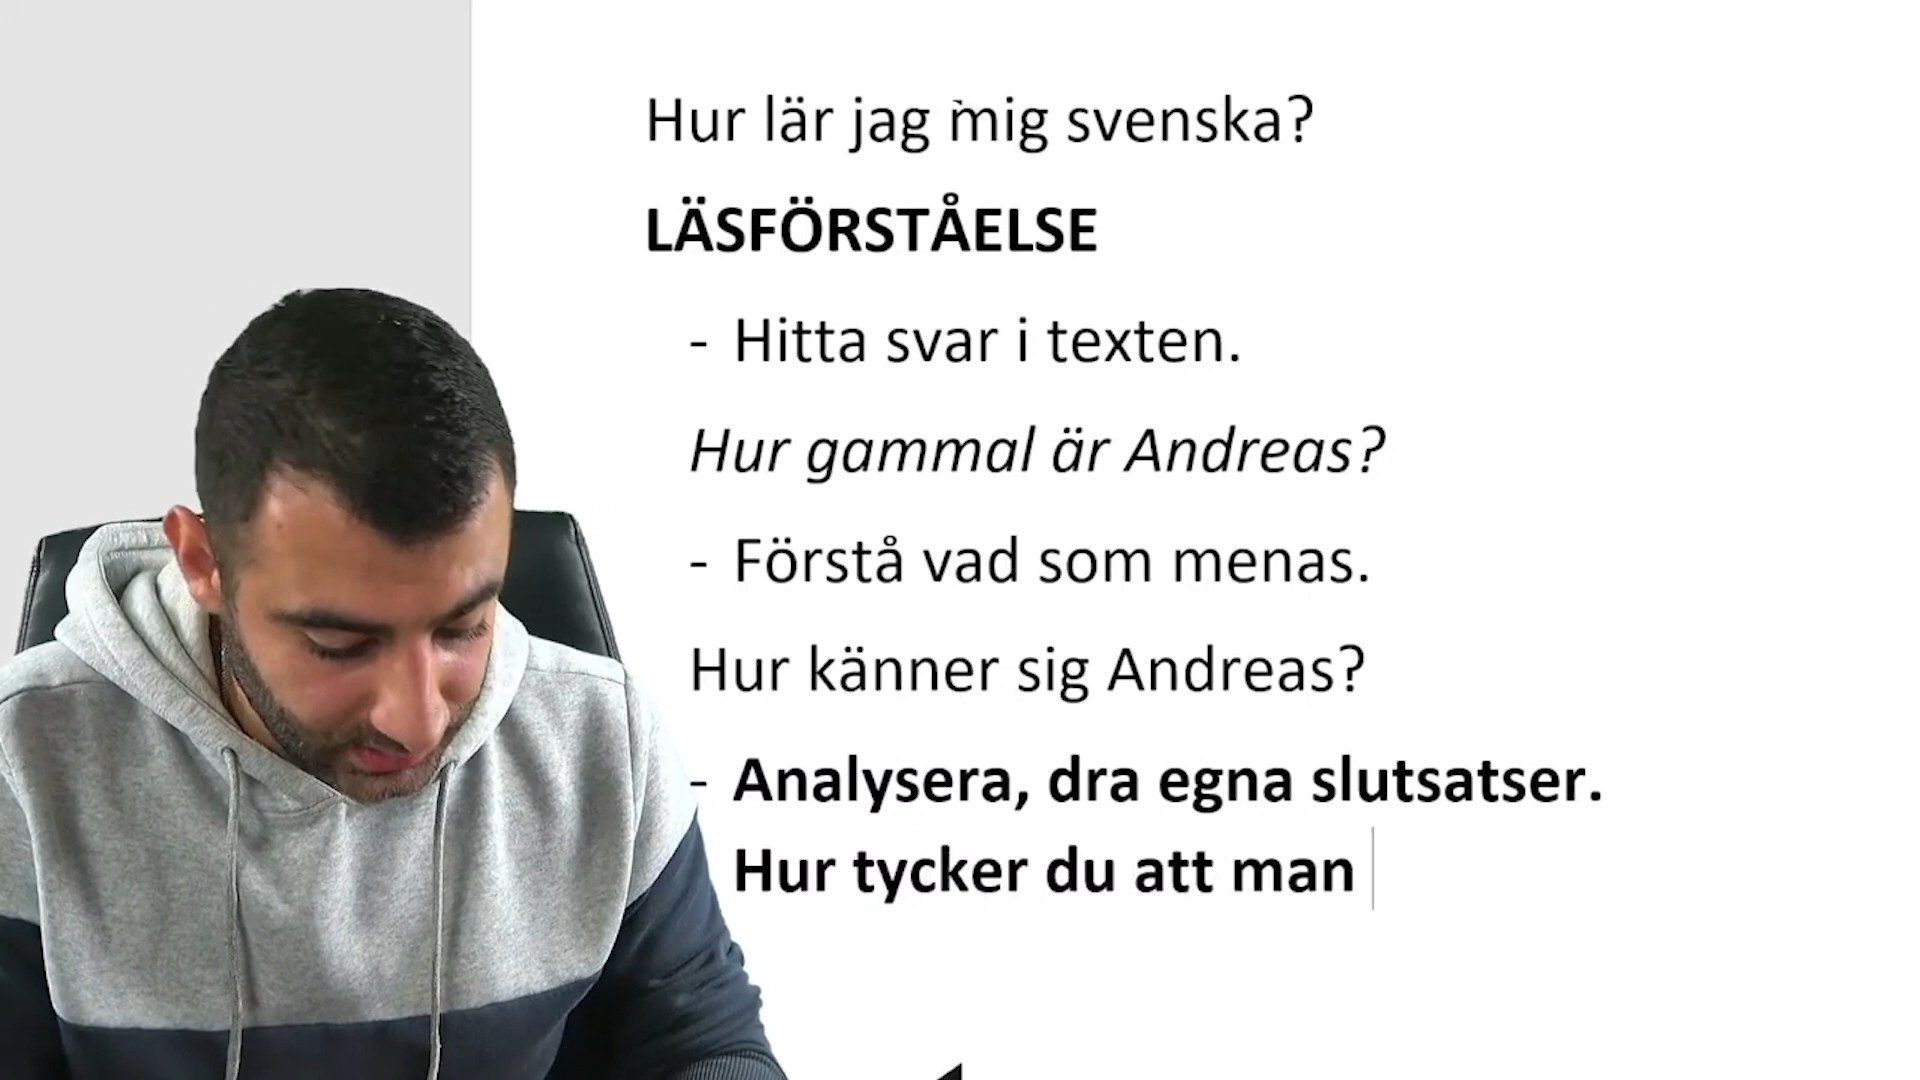 Hur lär jag mig svenska?
LÄSFÖRSTÅELSE
- Hitta svar i texten.
Hur gammal är Andreas?
- Förstå vad som menas.
Hur känner sig Andreas?
- Analysera, dra egna slutsatser.
Hur tycker du att man